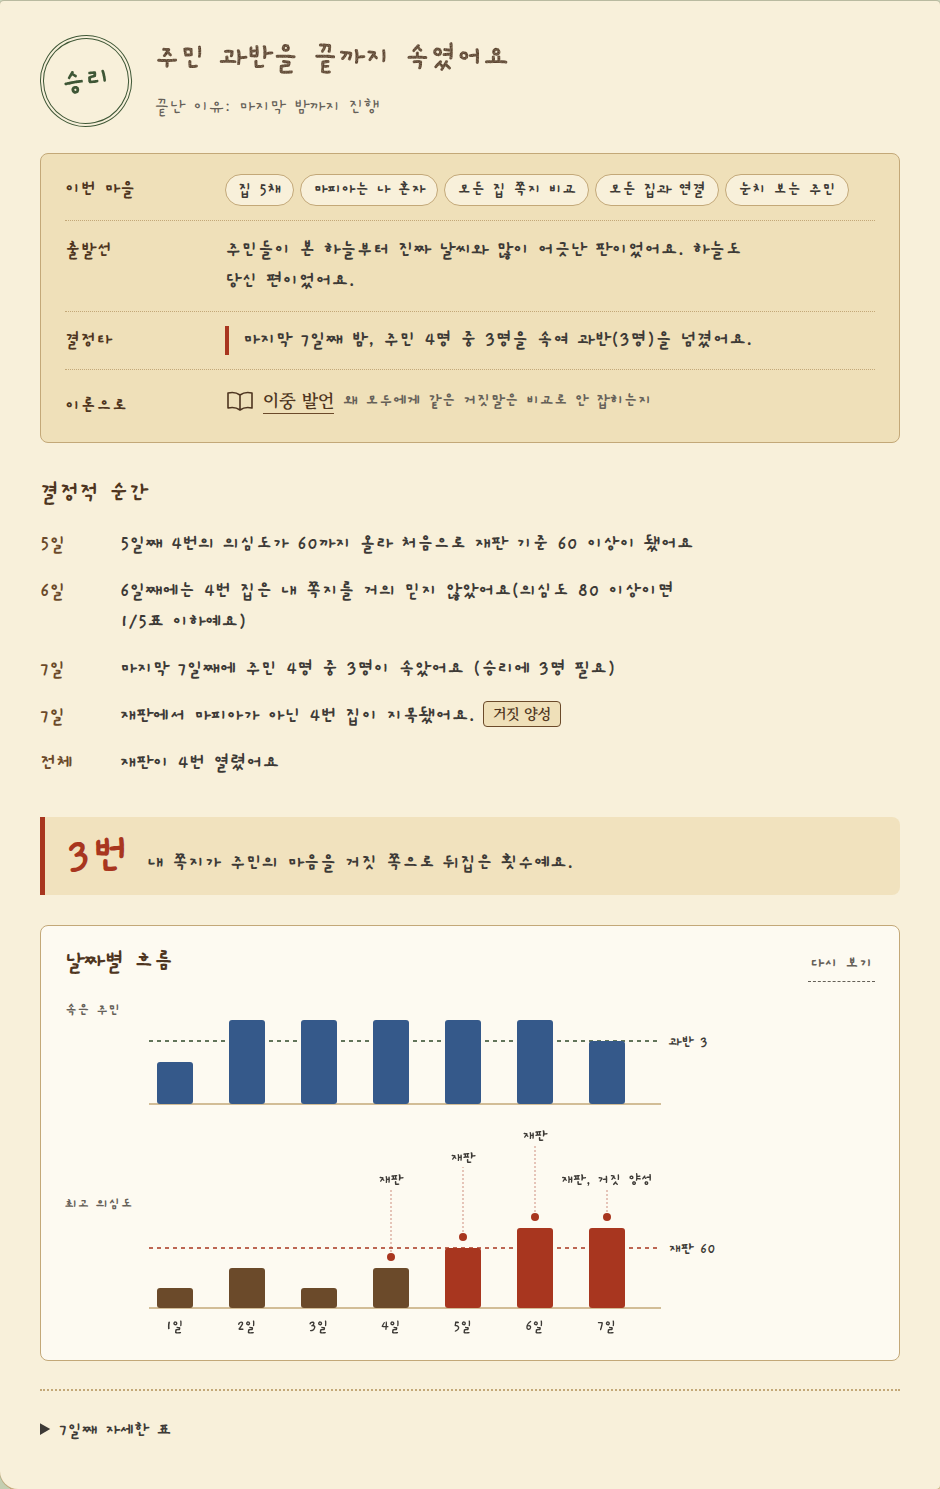 승리
주민 과반을 끝까지 속였어요
끝난 이유: 마지막 밤까지 진행
이번 마을
집 5채
마피아는 나 혼자
모든 집 쪽지 비교
모든 집과 연결
눈치 보는 주민
출발선
주민들이 본 하늘부터 진짜 날씨와 많이 어긋난 판이었어요. 하늘도
당신 편이었어요.
결정타
마지막 7일째 밤, 주민 4명 중 3명을 속여 과반(3명)을 넘겼어요.
이론으로
이중 발언 왜 모두에게 같은 거짓말은 비교로 안 잡히는지
결정적 순간
5일 5일째 4번의 의심도가 60까지 올라 처음으로 재판 기준 60 이상이 됐어요
6일 6일째에는 4번 집은 내 쪽지를 거의 믿지 않았어요(의심도 80 이상이면
1/5표 이하예요)
7일 마지막 7일째에 주민 4명 중 3명이 속았어요 (승리에 3명 필요)
7일 재판에서 마피아가 아닌 4번 집이 지목됐어요. 거짓 양성
전체 재판이 4번 열렸어요
3번 내 쪽지가 주민의 마음을 거짓 쪽으로 뒤집은 횟수예요.
날짜별 흐름
다시 보기
속은 주민
과반 3
재판
재판
재판
재판, 거짓 양성
최고 의심도
재판 60
1일 2일 3일 4일 5일 6일 7일
▶ 7일째 자세한 표